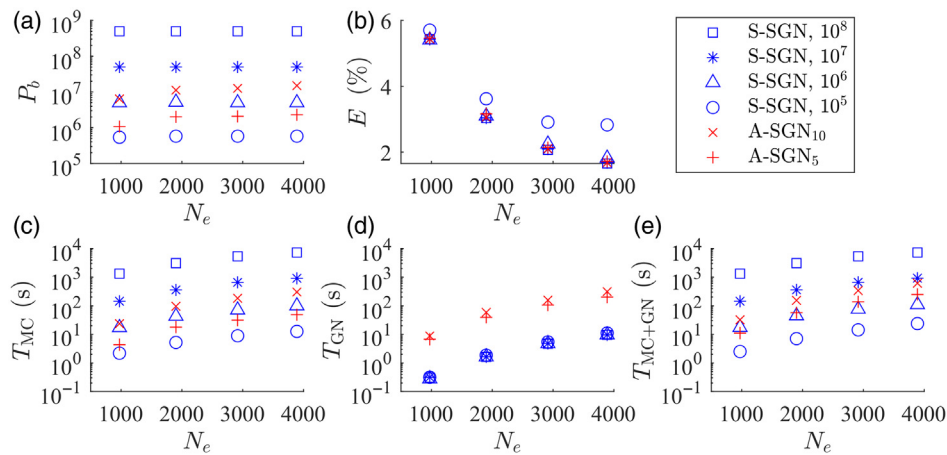 (a)
10^9
10^8
10^7
10^6
10^5
P_b
1000 2000 3000 4000
N_e
(b)
6
4
2
E (%)
1000 2000 3000 4000
N_e
S-SGN, 10^8
S-SGN, 10^7
S-SGN, 10^6
S-SGN, 10^5
A-SGN_10
A-SGN_5
(c)
10^4
10^3
10^2
10^1
10^0
10^-1
T_MC (s)
1000 2000 3000 4000
N_e
(d)
10^4
10^3
10^2
10^1
10^0
10^-1
T_GN (s)
1000 2000 3000 4000
N_e
(e)
10^4
10^3
10^2
10^1
10^0
10^-1
T_MC+GN (s)
1000 2000 3000 4000
N_e